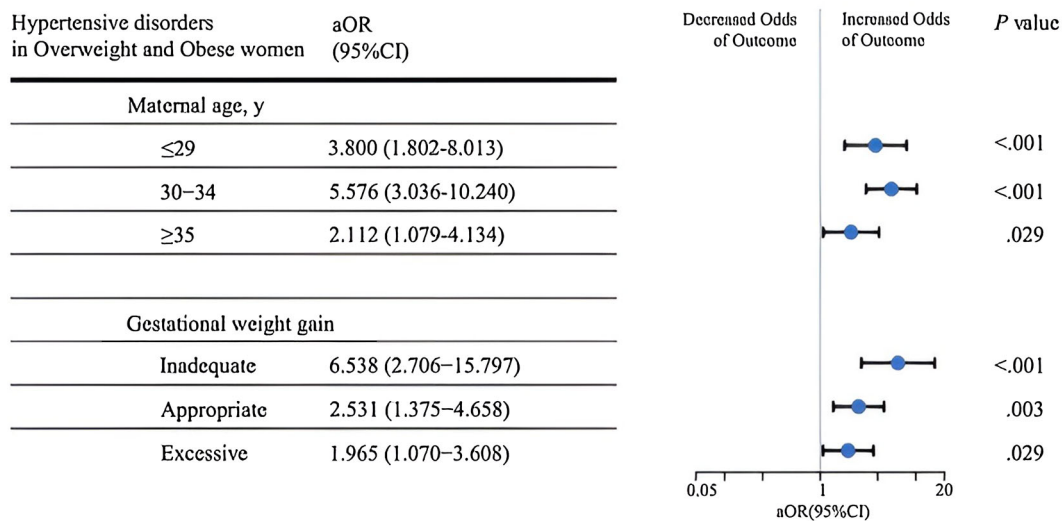 Hypertensive disorders
in Overweight and Obese women
aOR
(95%CI)
Decreased Odds
of Outcome
Increased Odds
of Outcome
P value
Maternal age, y
≤29 3.800 (1.802-8.013) <.001
30−34 5.576 (3.036-10.240) <.001
≥35 2.112 (1.079-4.134) .029
Gestational weight gain
Inadequate 6.538 (2.706−15.797) <.001
Appropriate 2.531 (1.375−4.658) .003
Excessive 1.965 (1.070−3.608) .029
0.05 1 20
aOR(95%CI)